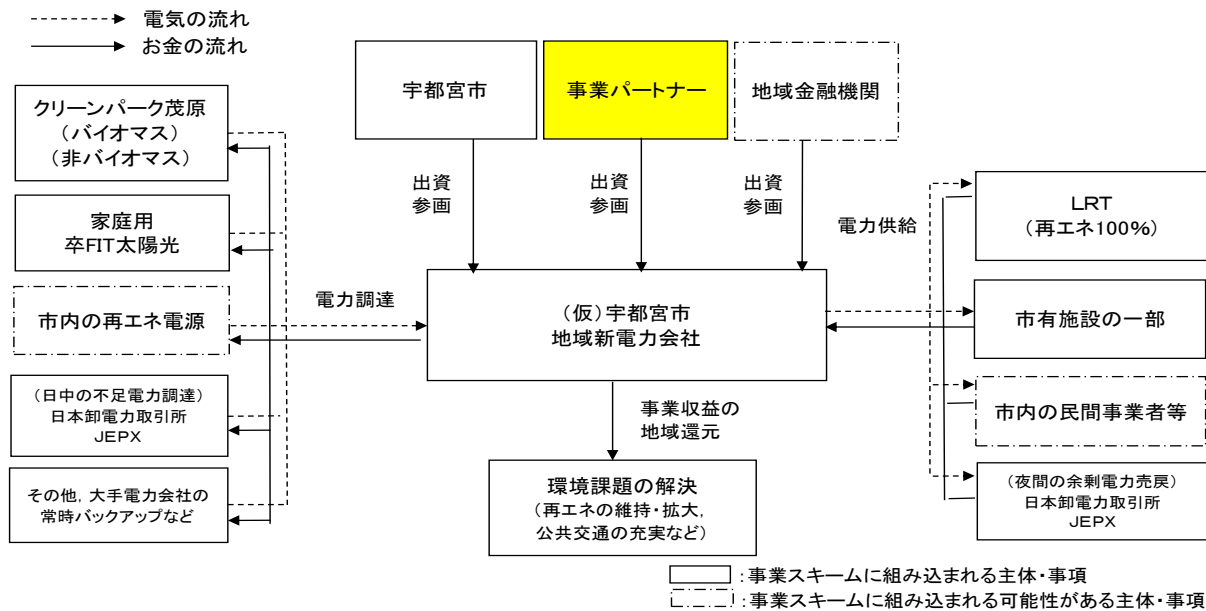 電気の流れ
お金の流れ
宇都宮市
事業パートナー
地域金融機関
クリーンパーク茂原
(バイオマス)
(非バイオマス)
家庭用
卒FIT太陽光
市内の再エネ電源
(日中の不足電力調達)
日本卸電力取引所
JEPX
その他,大手電力会社の
常時バックアップなど
出資
参画
出資
参画
出資
参画
電力調達
(仮)宇都宮市
地域新電力会社
電力供給
LRT
(再エネ100%)
市有施設の一部
市内の民間事業者等
(夜間の余剰電力売戻)
日本卸電力取引所
JEPX
事業収益の
地域還元
環境課題の解決
(再エネの維持・拡大,
公共交通の充実など)
:事業スキームに組み込まれる主体・事項
:事業スキームに組み込まれる可能性がある主体・事項